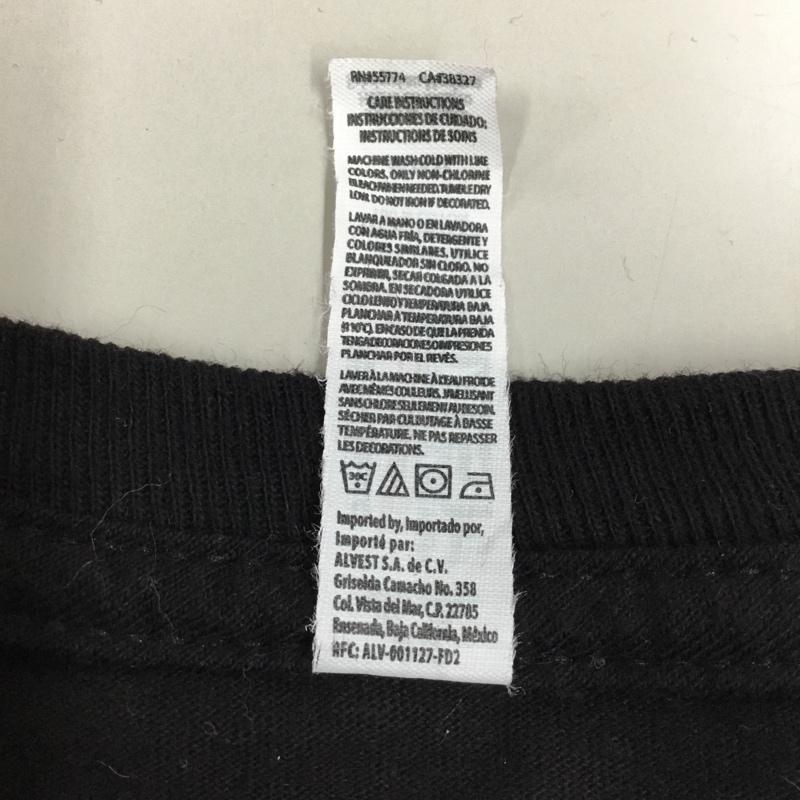 RN#55774 CA#38327
CARE INSTRUCTIONS
INSTRUCCIONES DE CUIDADO:
INSTRUCTIONS DE SOINS
MACHINE WASH COLD WITH LIKE
COLORS. ONLY NON-CHLORINE
BLEACH WHEN NEEDED. TUMBLE DRY
LOW. DO NOT IRON IF DECORATED.
LAVAR A MANO O EN LAVADORA
CON AGUA FRÍA, DETERGENTE Y
COLORES SIMILARES. UTILICE
BLANQUEADOR SIN CLORO. NO
EXPRIMIR, SECAR COLGADA A LA
SOMBRA. EN SECADORA UTILICE
CICLO LENTO Y TEMPERATURA BAJA.
PLANCHAR A TEMPERATURA BAJA
(110°C). EN CASO DE QUE LA PRENDA
TENGA DECORACIONES O IMPRESIONES
PLANCHAR POR EL REVÉS.
LAVER À LA MACHINE À L'EAU FROIDE
AVEC MÊMES COULEURS. JAVELLISANT
SANS CHLORE SEULEMENT AU BESOIN.
SÉCHER PAR CULBUTAGE À BASSE
TEMPÉRATURE. NE PAS REPASSER
LES DECORATIONS.
30C
Imported by, Importado por,
Importé par:
ALVEST S.A. de C.V.
Griselda Camacho No. 358
Col. Vista del Mar, C.P. 22785
Ensenada, Baja California, México
RFC: ALV-001127-FD2